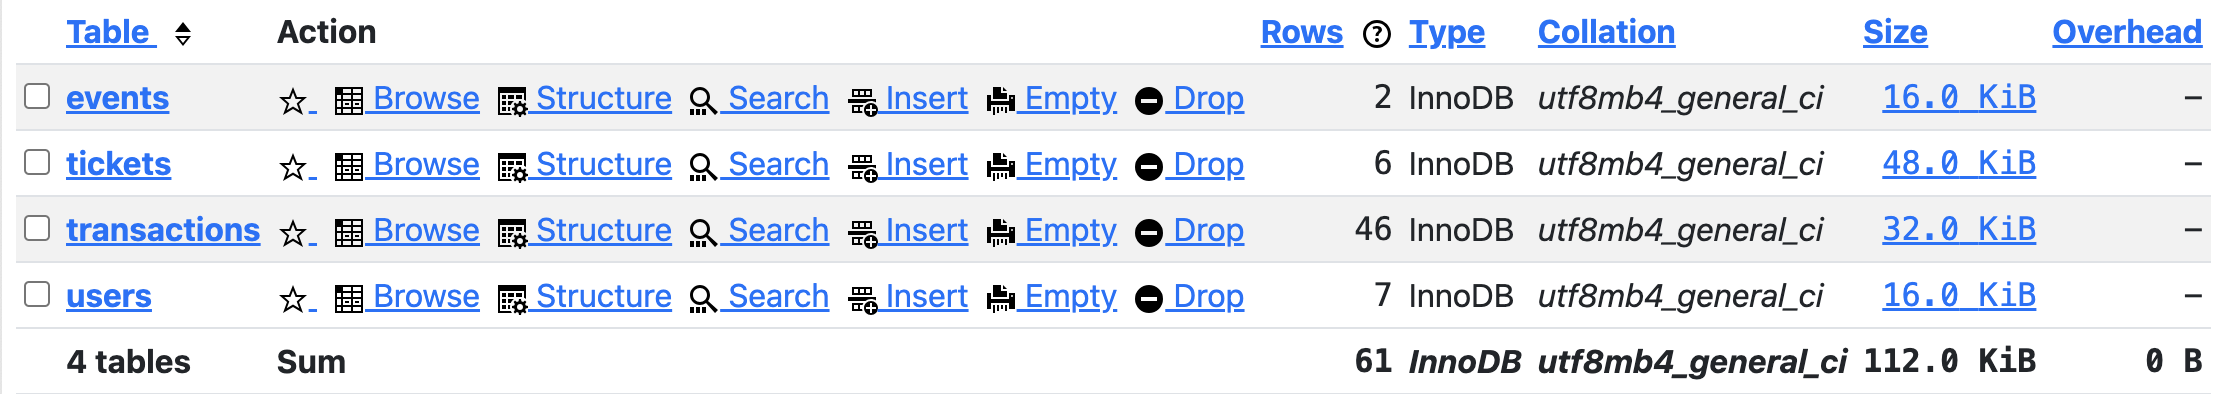 Table Action Rows ? Type Collation Size Overhead
events Browse Structure Search Insert Empty Drop 2 InnoDB utf8mb4_general_ci 16.0 KiB –
tickets Browse Structure Search Insert Empty Drop 6 InnoDB utf8mb4_general_ci 48.0 KiB –
transactions Browse Structure Search Insert Empty Drop 46 InnoDB utf8mb4_general_ci 32.0 KiB –
users Browse Structure Search Insert Empty Drop 7 InnoDB utf8mb4_general_ci 16.0 KiB –
4 tables Sum 61 InnoDB utf8mb4_general_ci 112.0 KiB 0 B